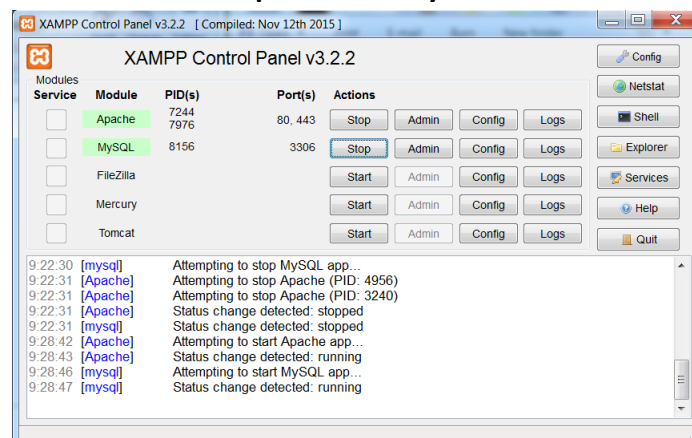 XAMPP Control Panel v3.2.2 [ Compiled: Nov 12th 2015 ]
XAMPP Control Panel v3.2.2
Config
Modules
Service Module PID(s) Port(s) Actions
Netstat
Apache 7244 7976 80, 443 Stop Admin Config Logs
Shell
MySQL 8156 3306 Stop Admin Config Logs
Explorer
FileZilla Start Admin Config Logs
Services
Mercury Start Admin Config Logs
Help
Tomcat Start Admin Config Logs
Quit
9:22:30 [mysql] Attempting to stop MySQL app...
9:22:31 [Apache] Attempting to stop Apache (PID: 4956)
9:22:31 [Apache] Attempting to stop Apache (PID: 3240)
9:22:31 [Apache] Status change detected: stopped
9:22:31 [mysql] Status change detected: stopped
9:28:42 [Apache] Attempting to start Apache app...
9:28:43 [Apache] Status change detected: running
9:28:46 [mysql] Attempting to start MySQL app...
9:28:47 [mysql] Status change detected: running